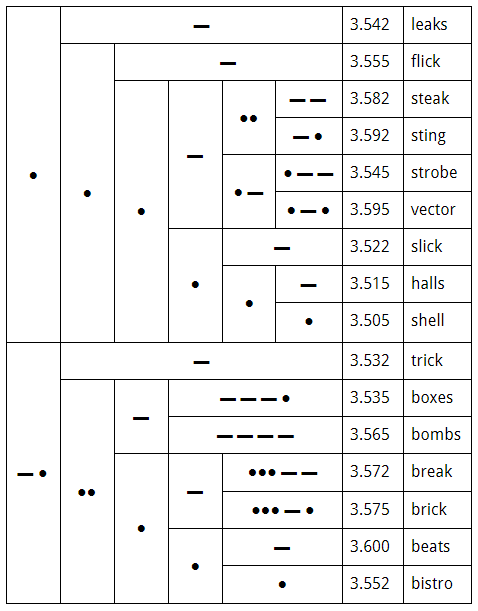 3.542 leaks
3.555 flick
3.582 steak
3.592 sting
3.545 strobe
3.595 vector
3.522 slick
3.515 halls
3.505 shell
3.532 trick
3.535 boxes
3.565 bombs
3.572 break
3.575 brick
3.600 beats
3.552 bistro